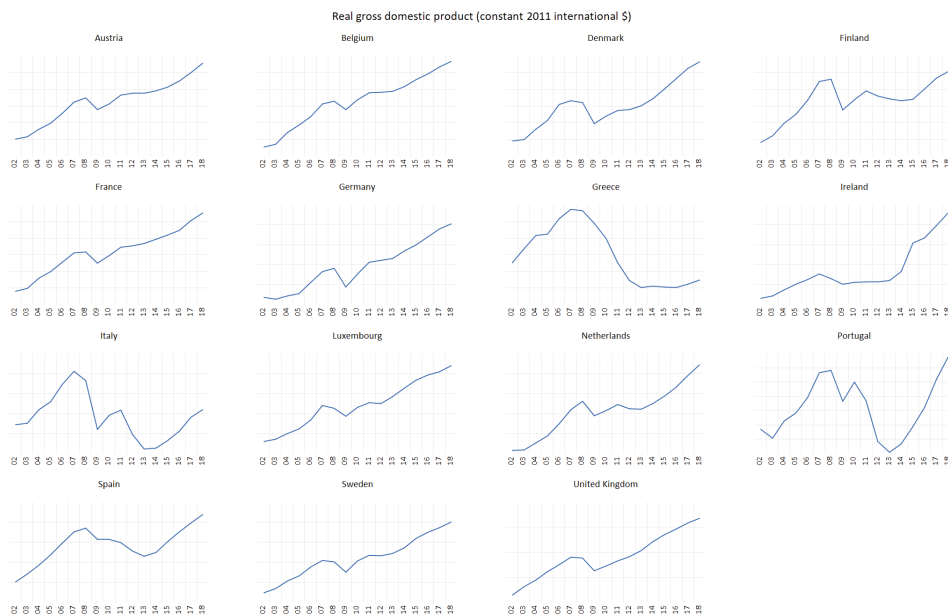 Real gross domestic product (constant 2011 international $)
Austria
02 03 04 05 06 07 08 09 10 11 12 13 14 15 16 17 18
Belgium
02 03 04 05 06 07 08 09 10 11 12 13 14 15 16 17 18
Denmark
02 03 04 05 06 07 08 09 10 11 12 13 14 15 16 17 18
Finland
02 03 04 05 06 07 08 09 10 11 12 13 14 15 16 17 18
France
02 03 04 05 06 07 08 09 10 11 12 13 14 15 16 17 18
Germany
02 03 04 05 06 07 08 09 10 11 12 13 14 15 16 17 18
Greece
02 03 04 05 06 07 08 09 10 11 12 13 14 15 16 17 18
Ireland
02 03 04 05 06 07 08 09 10 11 12 13 14 15 16 17 18
Italy
02 03 04 05 06 07 08 09 10 11 12 13 14 15 16 17 18
Luxembourg
02 03 04 05 06 07 08 09 10 11 12 13 14 15 16 17 18
Netherlands
02 03 04 05 06 07 08 09 10 11 12 13 14 15 16 17 18
Portugal
02 03 04 05 06 07 08 09 10 11 12 13 14 15 16 17 18
Spain
02 03 04 05 06 07 08 09 10 11 12 13 14 15 16 17 18
Sweden
02 03 04 05 06 07 08 09 10 11 12 13 14 15 16 17 18
United Kingdom
02 03 04 05 06 07 08 09 10 11 12 13 14 15 16 17 18